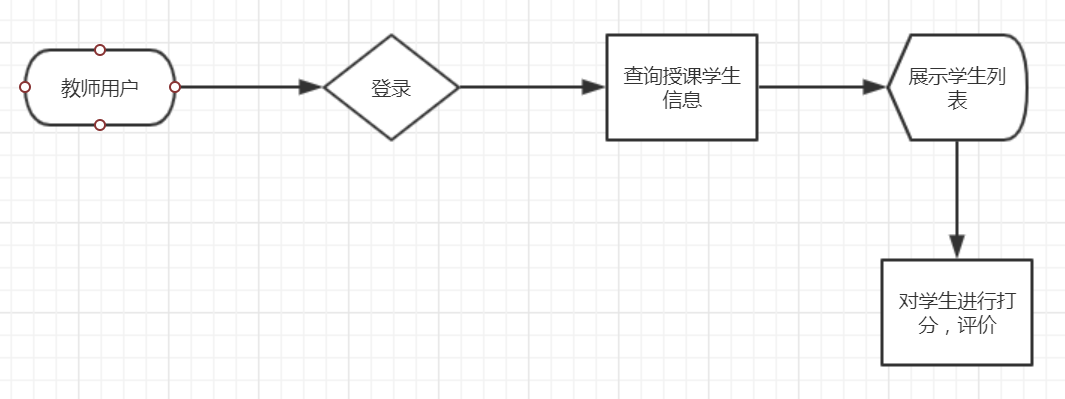 教师用户
登录
查询授课学生
信息
展示学生列
表
对学生进行打
分，评价